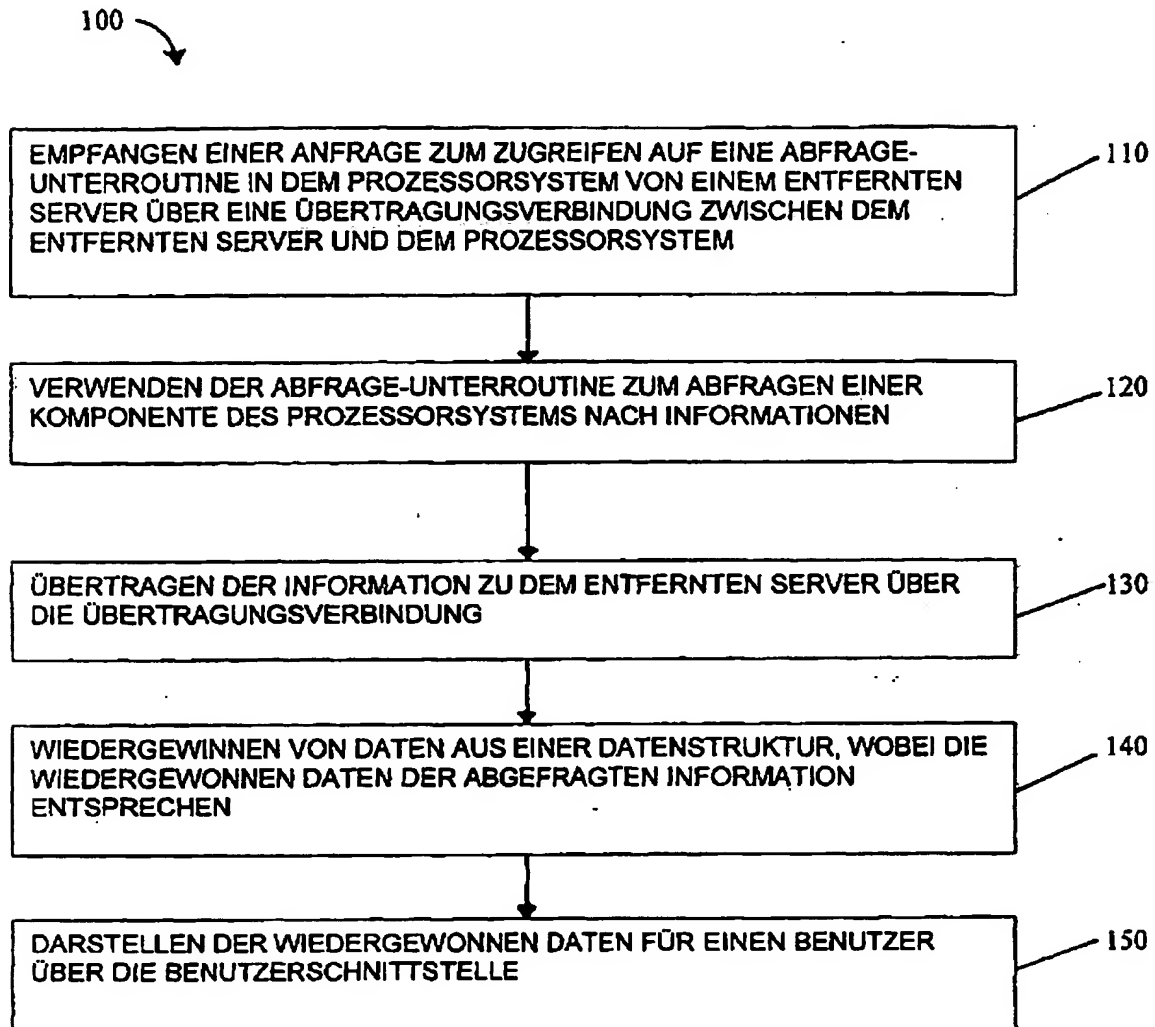 100
EMPFANGEN EINER ANFRAGE ZUM ZUGREIFEN AUF EINE ABFRAGE-
UNTERROUTINE IN DEM PROZESSORSYSTEM VON EINEM ENTFERNTEN
SERVER ÜBER EINE ÜBERTRAGUNGSVERBINDUNG ZWISCHEN DEM
ENTFERNTEN SERVER UND DEM PROZESSORSYSTEM
110
VERWENDEN DER ABFRAGE-UNTERROUTINE ZUM ABFRAGEN EINER
KOMPONENTE DES PROZESSORSYSTEMS NACH INFORMATIONEN
120
ÜBERTRAGEN DER INFORMATION ZU DEM ENTFERNTEN SERVER ÜBER
DIE ÜBERTRAGUNGSVERBINDUNG
130
WIEDERGEWINNEN VON DATEN AUS EINER DATENSTRUKTUR, WOBEI DIE
WIEDERGEWONNEN DATEN DER ABGEFRAGTEN INFORMATION
ENTSPRECHEN
140
DARSTELLEN DER WIEDERGEWONNEN DATEN FÜR EINEN BENUTZER
ÜBER DIE BENUTZERSCHNITTSTELLE
150